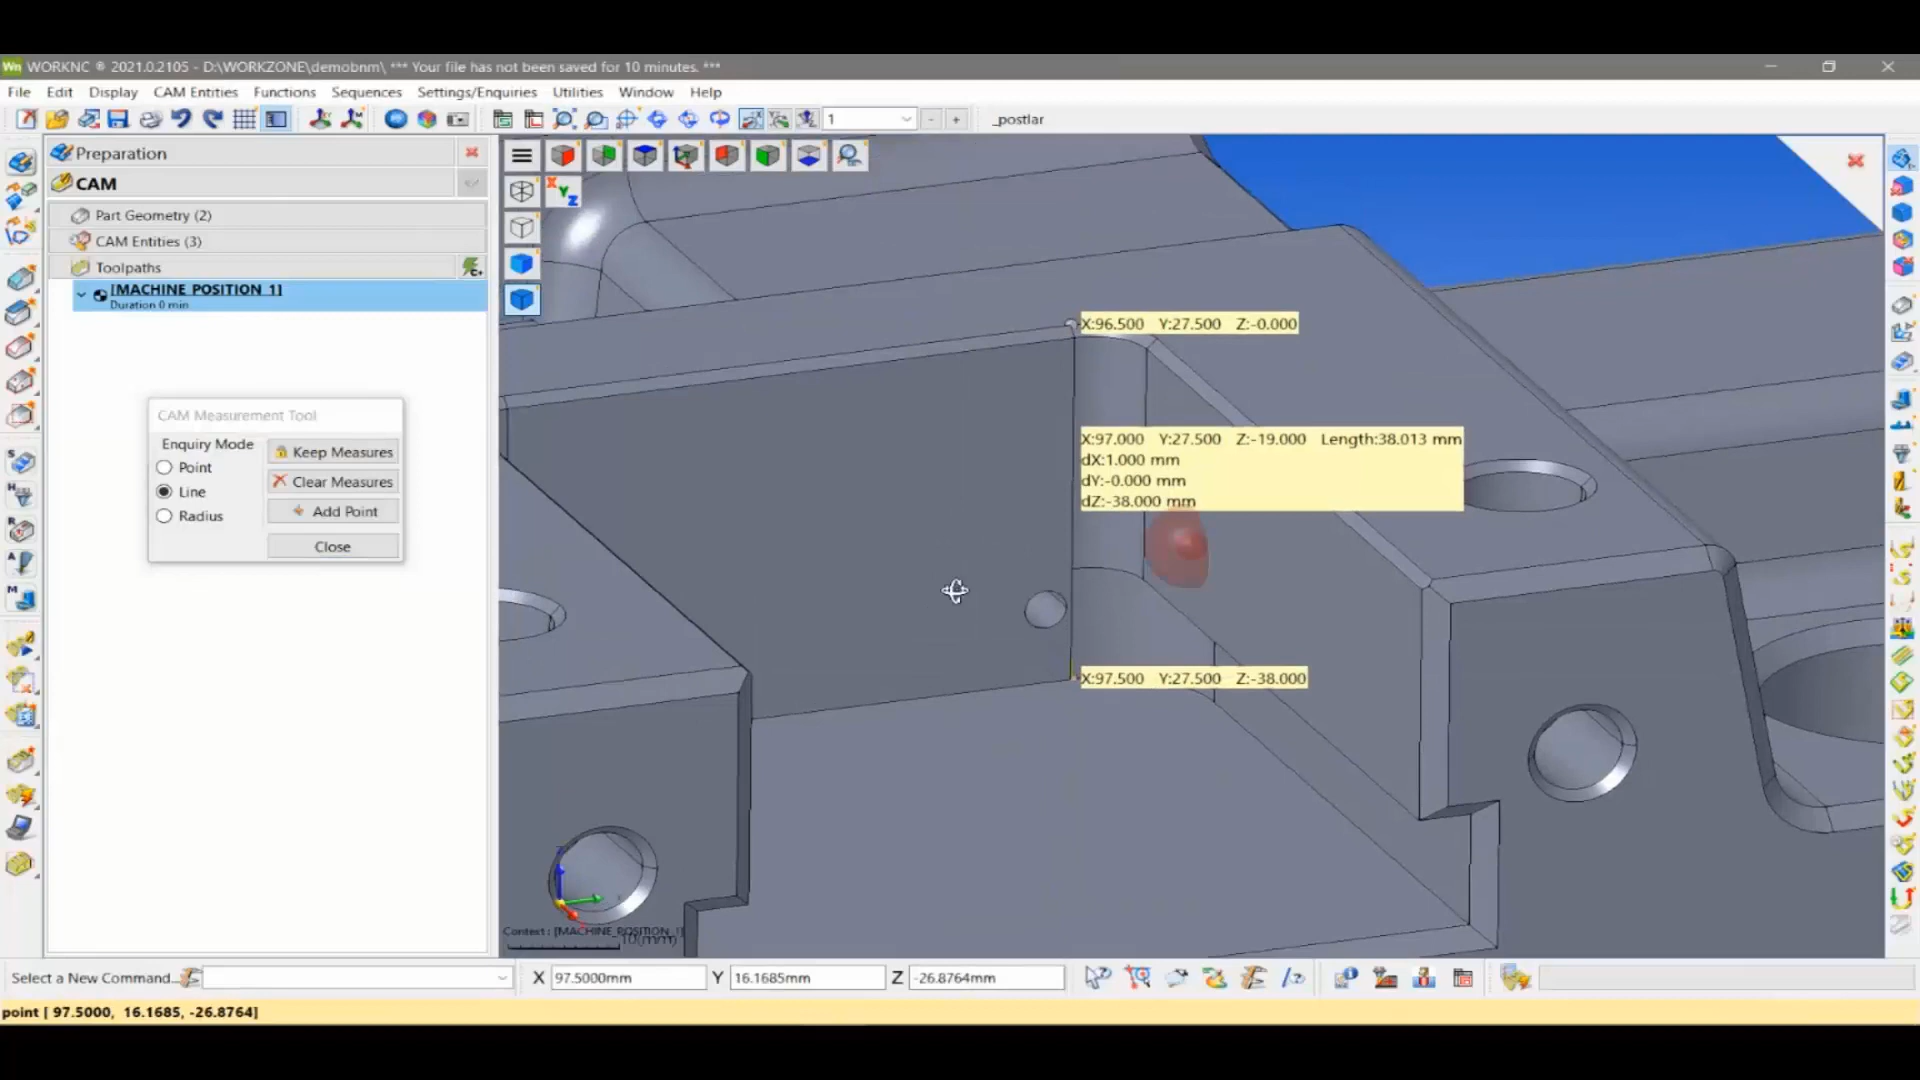 WORKNC ® 2021.0.2105 - D:\WORKZONE\demobnm\ *** Your file has not been saved for 10 minutes. ***
File Edit Display CAM Entities Functions Sequences Settings/Enquiries Utilities Window Help
1 - + _postlar
Preparation
CAM
Part Geometry (2)
CAM Entities (3)
Toolpaths
[MACHINE_POSITION_1]
Duration 0 min
CAM Measurement Tool
Enquiry Mode
Point
Line
Radius
Keep Measures
Clear Measures
Add Point
Close
X Y Z
X:96.500 Y:27.500 Z:-0.000
X:97.000 Y:27.500 Z:-19.000 Length:38.013 mm
dX:1.000 mm
dY:-0.000 mm
dZ:-38.000 mm
X:97.500 Y:27.500 Z:-38.000
Context : [MACHINE_POSITION_1]
10(mm)
Select a New Command... X 97.5000mm Y 16.1685mm Z -26.8764mm
point [ 97.5000, 16.1685, -26.8764]